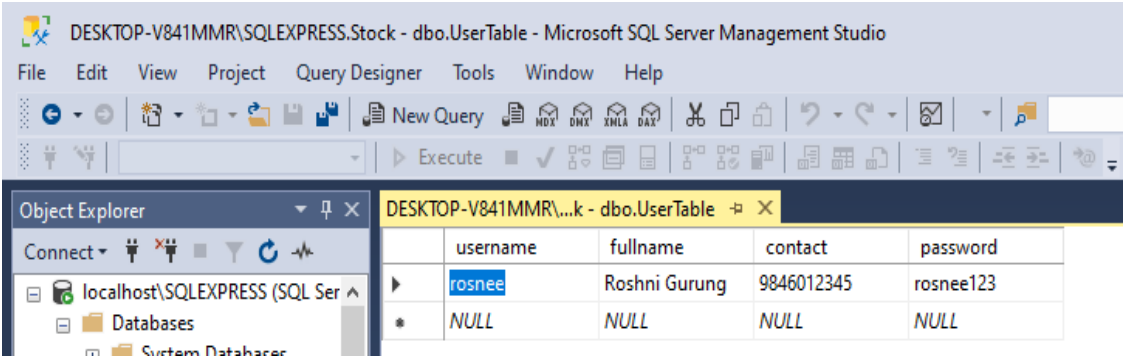 DESKTOP-V841MMR\SQLEXPRESS.Stock - dbo.UserTable - Microsoft SQL Server Management Studio
File Edit View Project Query Designer Tools Window Help
New Query MDX DMX XMLA DAX
Execute
Object Explorer
DESKTOP-V841MMR\...k - dbo.UserTable
Connect
username fullname contact password
localhost\SQLEXPRESS (SQL Ser
rosnee Roshni Gurung 9846012345 rosnee123
Databases
NULL NULL NULL NULL
System Databases